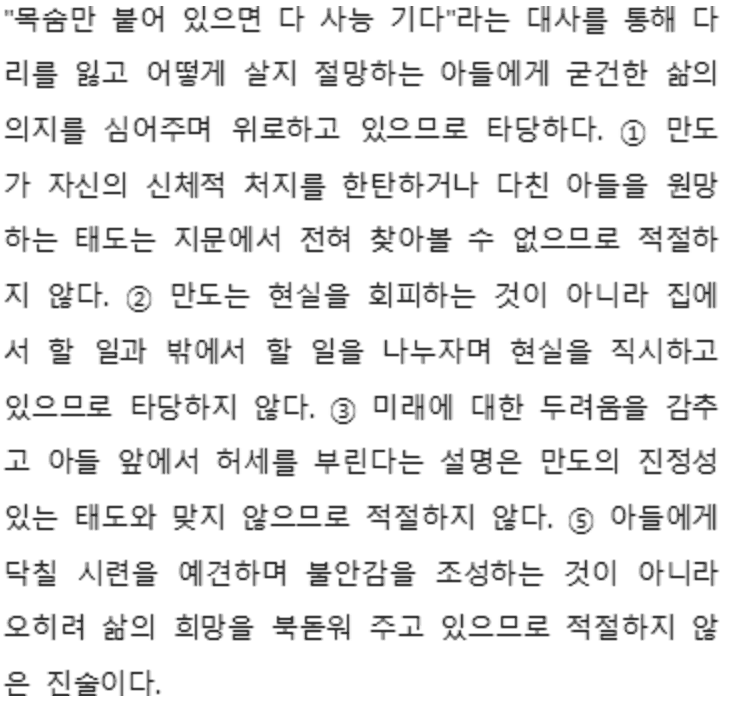 "목숨만 붙어 있으면 다 사능 기다"라는 대사를 통해 다
리를 잃고 어떻게 살지 절망하는 아들에게 굳건한 삶의
의지를 심어주며 위로하고 있으므로 타당하다. ① 만도
가 자신의 신체적 처지를 한탄하거나 다친 아들을 원망
하는 태도는 지문에서 전혀 찾아볼 수 없으므로 적절하
지 않다. ② 만도는 현실을 회피하는 것이 아니라 집에
서 할 일과 밖에서 할 일을 나누자며 현실을 직시하고
있으므로 타당하지 않다. ③ 미래에 대한 두려움을 감추
고 아들 앞에서 허세를 부린다는 설명은 만도의 진정성
있는 태도와 맞지 않으므로 적절하지 않다. ⑤ 아들에게
닥칠 시련을 예견하며 불안감을 조성하는 것이 아니라
오히려 삶의 희망을 북돋워 주고 있으므로 적절하지 않
은 진술이다.